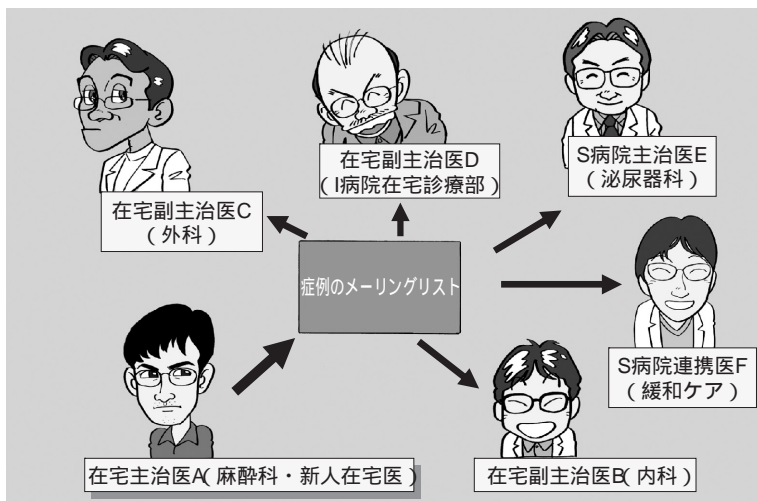 在宅副主治医D
（I病院在宅診療部）
S病院主治医E
（泌尿器科）
在宅副主治医C
（外科）
症例のメーリングリスト
S病院連携医F
（緩和ケア）
在宅主治医A（麻酔科・新人在宅医）
在宅副主治医B（内科）